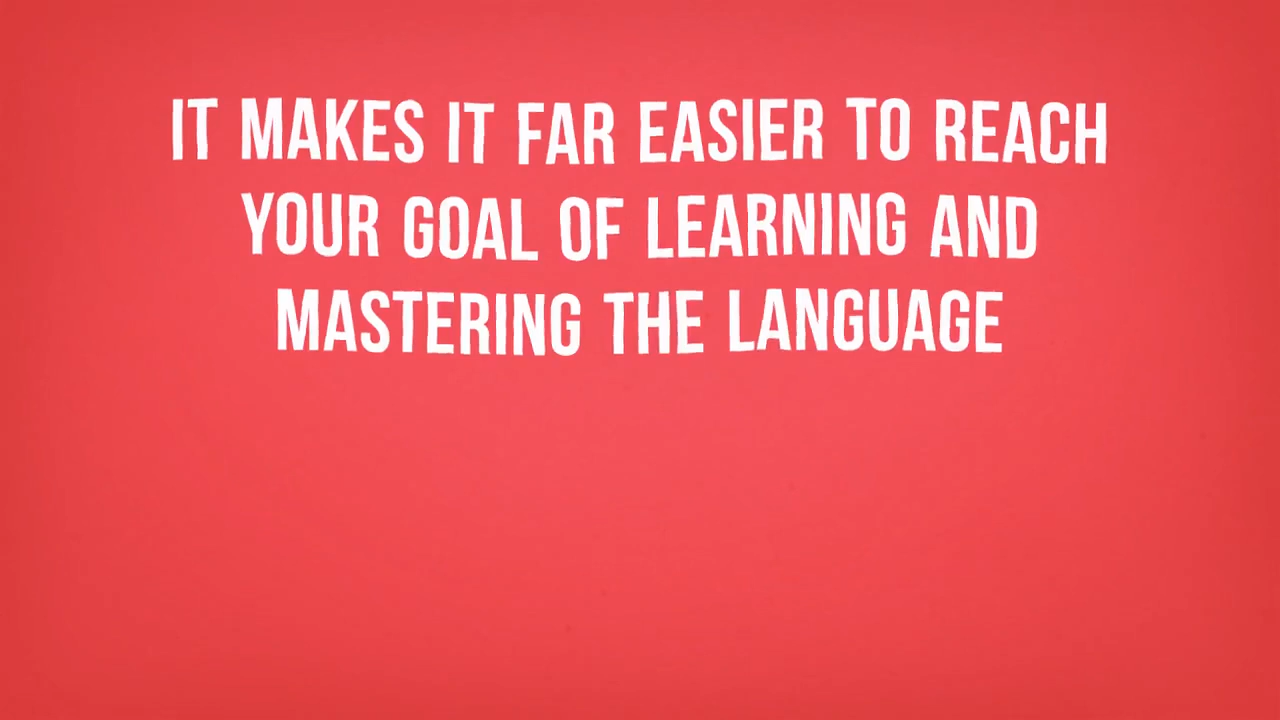 IT MAKES IT FAR EASIER TO REACH
YOUR GOAL OF LEARNING AND
MASTERING THE LANGUAGE